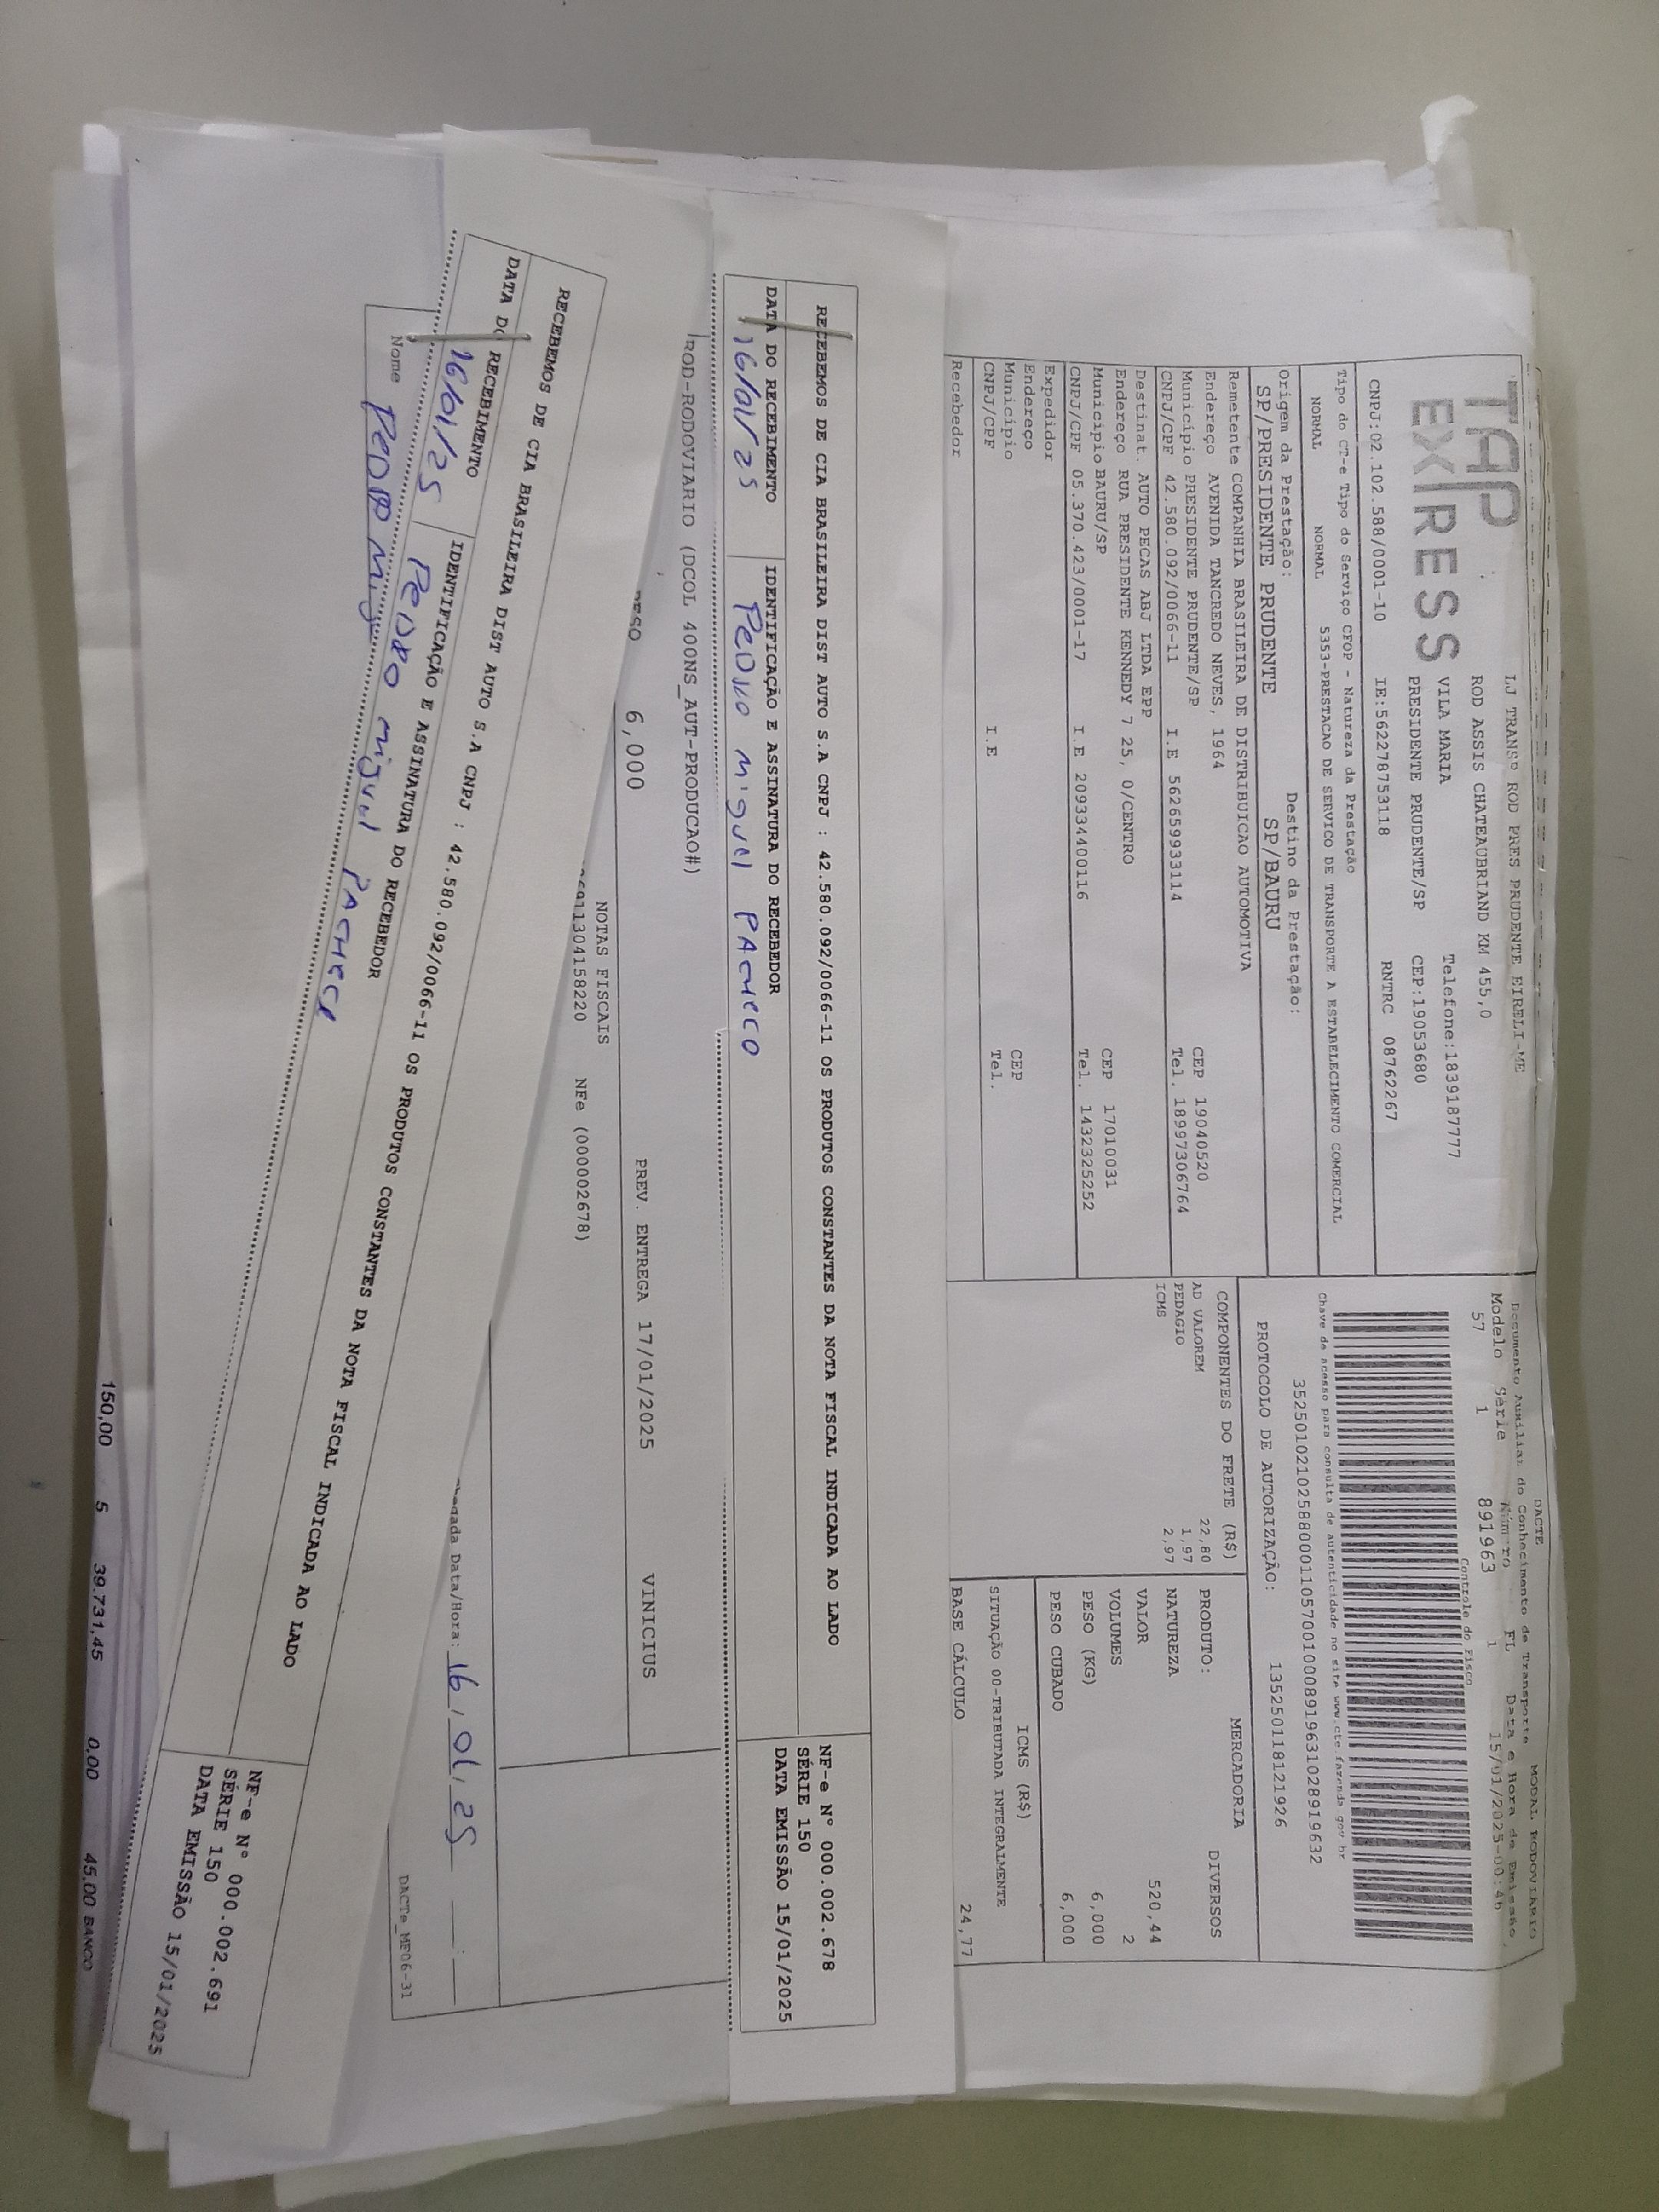 DACTE
MODAL RODOVIARIO
Documento Auxiliar do Conhecimento de Transporte
Modelo Série Número FL Data e Hora de Emissão
57 1 891963 1 15/01/2025-00:46
Controle do Fisco
TAP
EXPRESS
LJ TRANSP ROD PRES PRUDENTE EIRELI-ME
ROD ASSIS CHATEAUBRIAND KM 455,0
VILA MARIA Telefone:1839187777
PRESIDENTE PRUDENTE/SP CEP:19053680
CNPJ:02.102.588/0001-10 IE:562278753118 RNTRC 08762267
Chave de acesso para consulta de autenticidade no site www.cte.fazenda.gov.br
35250102102588000110570010008919631028919632
PROTOCOLO DE AUTORIZAÇÃO: 135250118121926
Tipo do CT-e Tipo do Serviço CFOP - Natureza da Prestação
NORMAL NORMAL 5353-PRESTACAO DE SERVICO DE TRANSPORTE A ESTABELECIMENTO COMERCIAL
Origem da Prestação: Destino da Prestação:
SP/PRESIDENTE PRUDENTE SP/BAURU
Remetente COMPANHIA BRASILEIRA DE DISTRIBUICAO AUTOMOTIVA
Endereço AVENIDA TANCREDO NEVES, 1964 CEP 19040520
Município PRESIDENTE PRUDENTE/SP Tel. 18997306764
CNPJ/CPF 42.580.092/0066-11 I.E 562659933114
Destinat. AUTO PECAS ABJ LTDA EPP
Endereço RUA PRESIDENTE KENNEDY 7 25, 0/CENTRO
Município BAURU/SP CEP 17010031
CNPJ/CPF 05.370.423/0001-17 I.E 209334400116 Tel. 1432325252
Expedidor
Endereço
Município CEP
CNPJ/CPF I.E Tel.
Recebedor
COMPONENTES DO FRETE (R$)
AD VALOREM 22,80
PEDAGIO 1,97
ICMS 2,97
MERCADORIA
PRODUTO: DIVERSOS
NATUREZA
VALOR 520,44
VOLUMES 2
PESO (KG) 6,000
PESO CUBADO 6,000
ICMS (R$)
SITUAÇÃO 00-TRIBUTADA INTEGRALMENTE
BASE CÁLCULO 24,77
RECEBEMOS DE CIA BRASILEIRA DIST AUTO S.A CNPJ : 42.580.092/0066-11 OS PRODUTOS CONSTANTES DA NOTA FISCAL INDICADA AO LADO
DATA DO RECEBIMENTO IDENTIFICAÇÃO E ASSINATURA DO RECEBEDOR
16/01/25 PEDRO MIGUEL PACHECO
NF-e N° 000.002.678
SÉRIE 150
DATA EMISSÃO 15/01/2025
ROD-RODOVIARIO (DCOL 400NS_AUT-PRODUCAO#)
PESO 6,000 PREV. ENTREGA 17/01/2025 VINICIUS
NOTAS FISCAIS
691130415822​0 NFe (000002678)
Chegada Data/Hora: 16/01/25
DACTe_MF06-31
RECEBEMOS DE CIA BRASILEIRA DIST AUTO S.A CNPJ : 42.580.092/0066-11 OS PRODUTOS CONSTANTES DA NOTA FISCAL INDICADA AO LADO
DATA DO RECEBIMENTO IDENTIFICAÇÃO E ASSINATURA DO RECEBEDOR
16/01/25 PEDRO miguel PACHECO
NF-e N° 000.002.691
SÉRIE 150
DATA EMISSÃO 15/01/2025
Nome PEDRO Miguel
150,00 5 39.731,45 0,00 45,00 BANCO